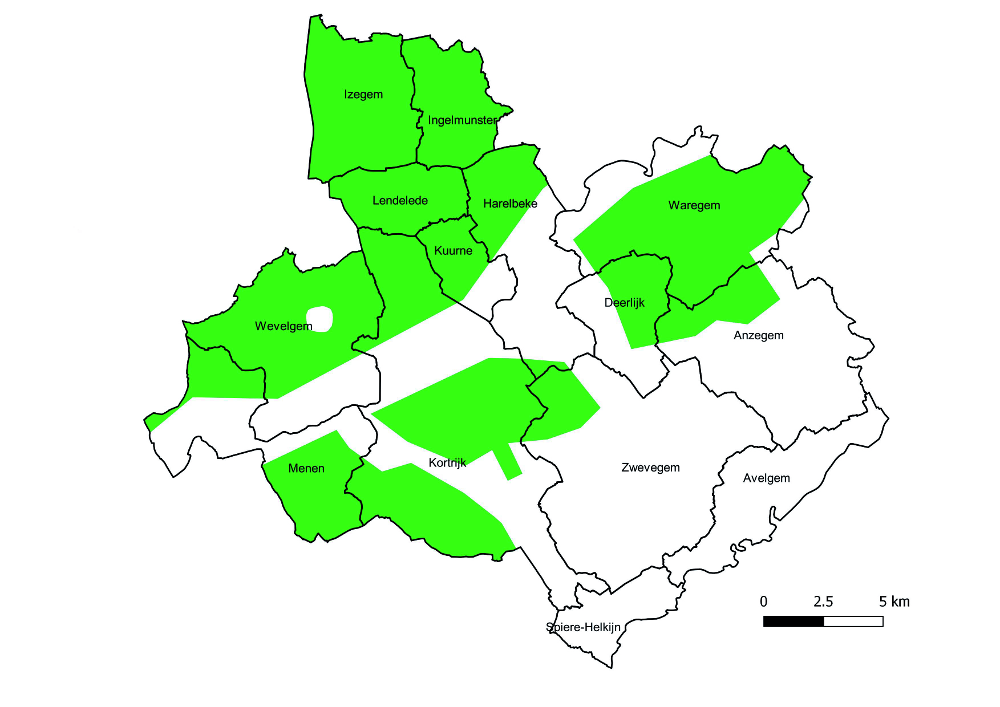 Izegem
Ingelmunster
Lendelede
Harelbeke
Waregem
Kuurne
Deerlijk
Wevelgem
Anzegem
Menen
Kortrijk
Zwevegem
Avelgem
0 2.5 5 km
Spiere-Helkijn